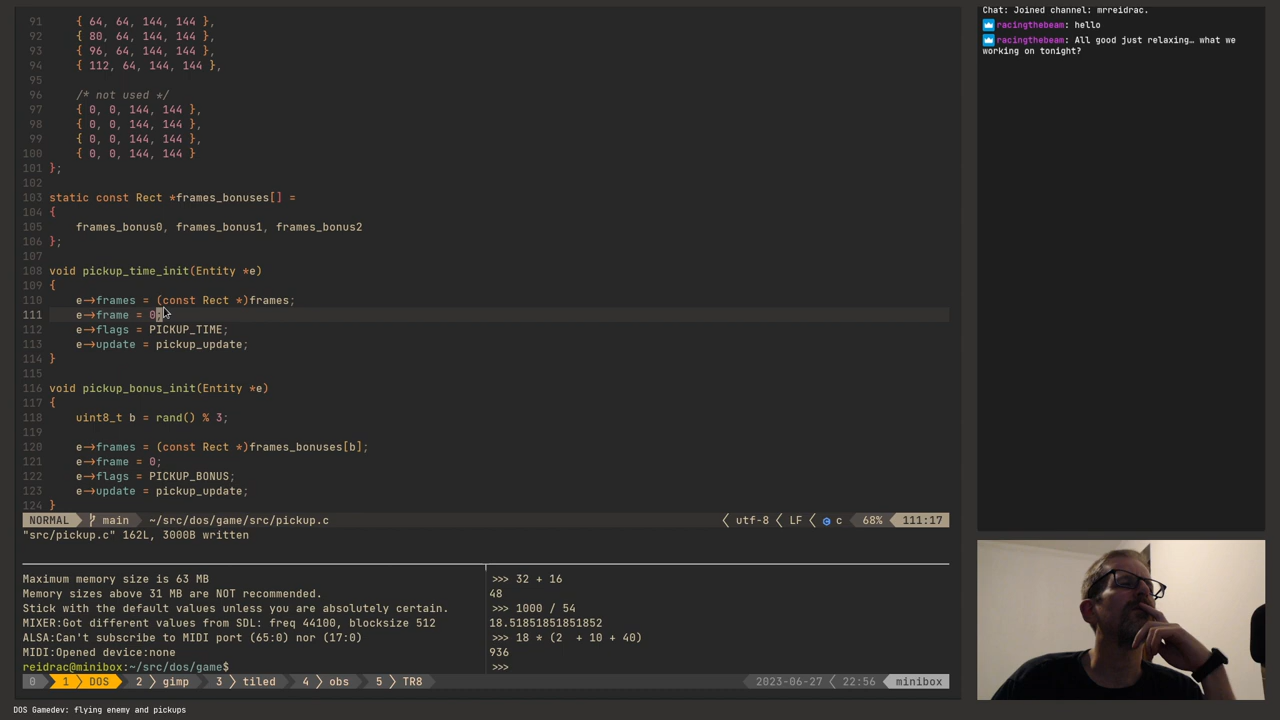 91 { 64, 64, 144, 144 },
92 { 80, 64, 144, 144 },
93 { 96, 64, 144, 144 },
94 { 112, 64, 144, 144 },
95
96 /* not used */
97 { 0, 0, 144, 144 },
98 { 0, 0, 144, 144 },
99 { 0, 0, 144, 144 },
100 { 0, 0, 144, 144 }
101 };
102
103 static const Rect *frames_bonuses[] =
104 {
105 frames_bonus0, frames_bonus1, frames_bonus2
106 };
107
108 void pickup_time_init(Entity *e)
109 {
110 e->frames = (const Rect *)frames;
111 e->frame = 0;
112 e->flags = PICKUP_TIME;
113 e->update = pickup_update;
114 }
115
116 void pickup_bonus_init(Entity *e)
117 {
118 uint8_t b = rand() % 3;
119
120 e->frames = (const Rect *)frames_bonuses[b];
121 e->frame = 0;
122 e->flags = PICKUP_BONUS;
123 e->update = pickup_update;
124 }
NORMAL main ~/src/dos/game/src/pickup.c utf-8 LF c 68% 111:17
"src/pickup.c" 162L, 3000B written
Maximum memory size is 63 MB
Memory sizes above 31 MB are NOT recommended.
Stick with the default values unless you are absolutely certain.
MIXER:Got different values from SDL: freq 44100, blocksize 512
ALSA:Can't subscribe to MIDI port (65:0) nor (17:0)
MIDI:Opened device:none
reidrac@minibox:~/src/dos/game$
>>> 32 + 16
48
>>> 1000 / 54
18.51851851851852
>>> 18 * (2  + 10 + 40)
936
>>>
0 1 DOS 2 gimp 3 tiled 4 obs 5 TR8 2023-06-27 22:56 minibox
DOS Gamedev: flying enemy and pickups
Chat: Joined channel: mrreidrac.
racingthebeam: hello
racingthebeam: All good just relaxing… what we
working on tonight?